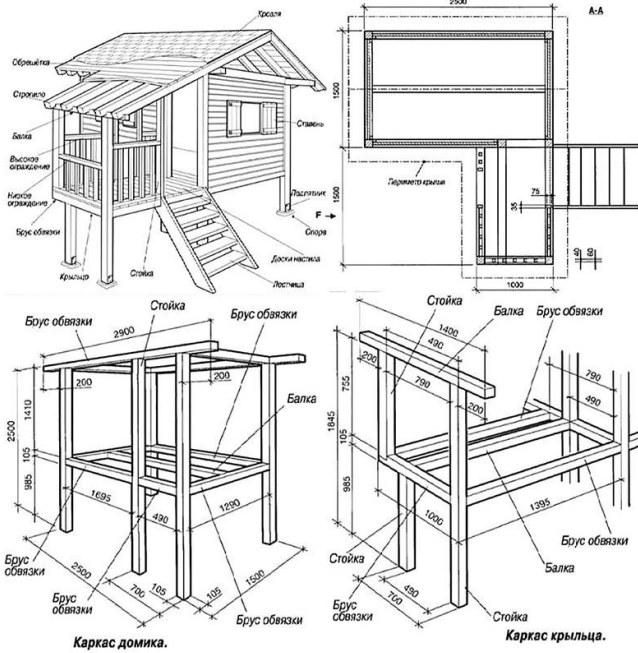 Кровля
Обрешётка
Стропило
Балка
Высокое
ограждение
Низкое
ограждение
Брус обвязки
Крыльцо
Стойка
Лестница
Доски настила
Опора
Подпятник
Ставень
2500
А-А
1500
1500
Периметр крыши
F
75
35
40
60
1000
Брус обвязки
Стойка
Брус обвязки
2900
200
200
Балка
2500
1410
105
985
1695
490
1290
Брус
обвязки
2500
Брус
обвязки
700
105
105
1500
Брус обвязки
Каркас домика.
Стойка
Балка
Брус обвязки
1400
490
200
790
200
790
490
1845
755
105
985
1000
1395
Брус обвязки
Балка
Стойка
Брус
обвязки
490
700
Стойка
Каркас крыльца.